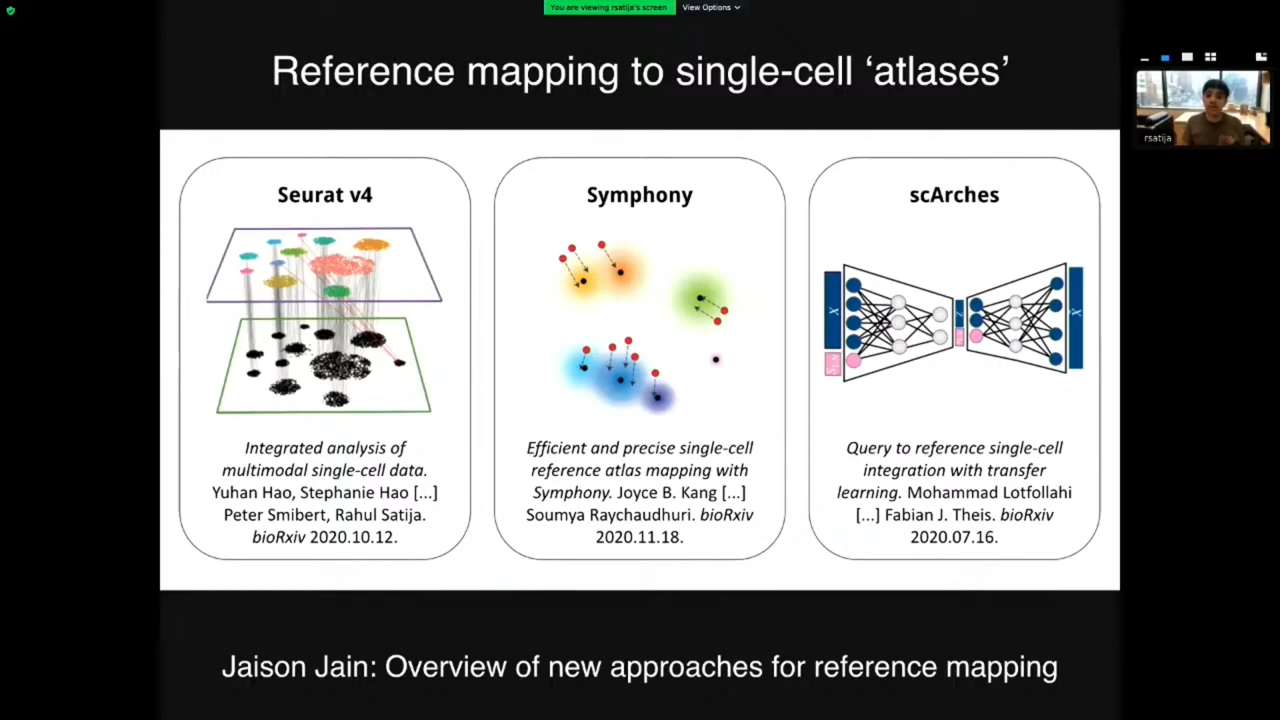 You are viewing rsatija's screen
View Options
Reference mapping to single-cell ‘atlases’
rsatija
Seurat v4
Integrated analysis of
multimodal single-cell data.
Yuhan Hao, Stephanie Hao [...]
Peter Smibert, Rahul Satija.
bioRxiv 2020.10.12.
Symphony
Efficient and precise single-cell
reference atlas mapping with
Symphony. Joyce B. Kang [...]
Soumya Raychaudhuri. bioRxiv
2020.11.18.
scArches
X
Z
X̂
Query to reference single-cell
integration with transfer
learning. Mohammad Lotfollahi
[...] Fabian J. Theis. bioRxiv
2020.07.16.
Jaison Jain: Overview of new approaches for reference mapping